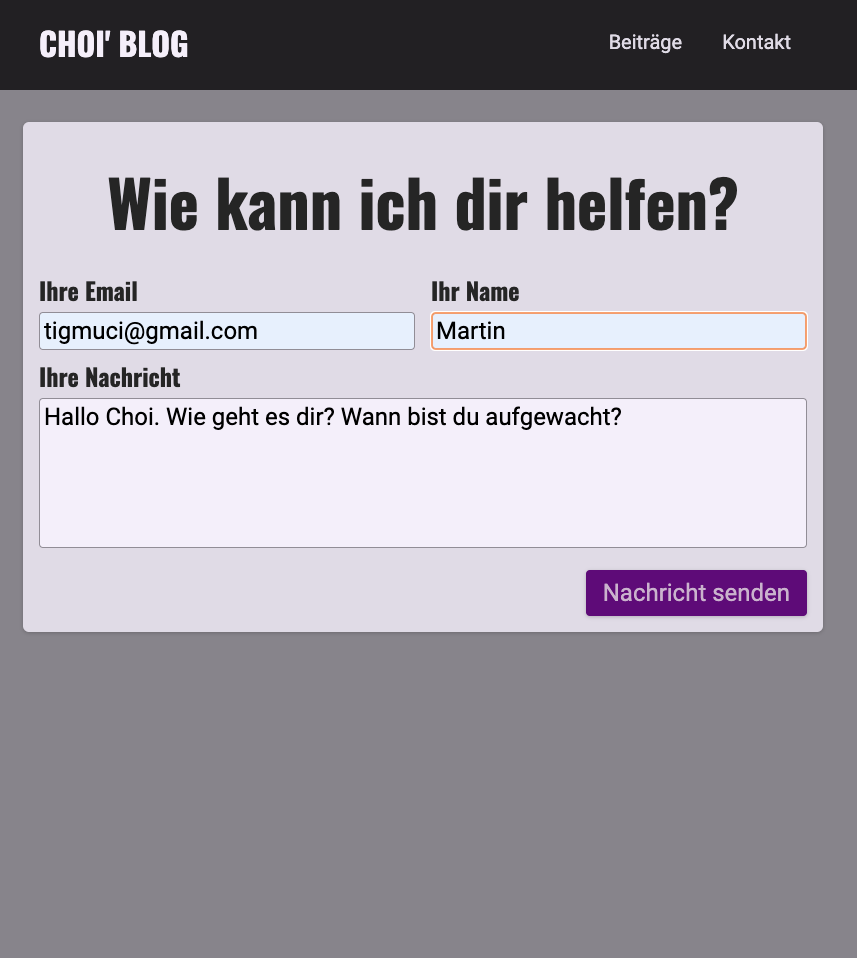 CHOI' BLOG
Beiträge
Kontakt
Wie kann ich dir helfen?
Ihre Email
Ihr Name
tigmuci@gmail.com
Martin
Ihre Nachricht
Hallo Choi. Wie geht es dir? Wann bist du aufgewacht?
Nachricht senden